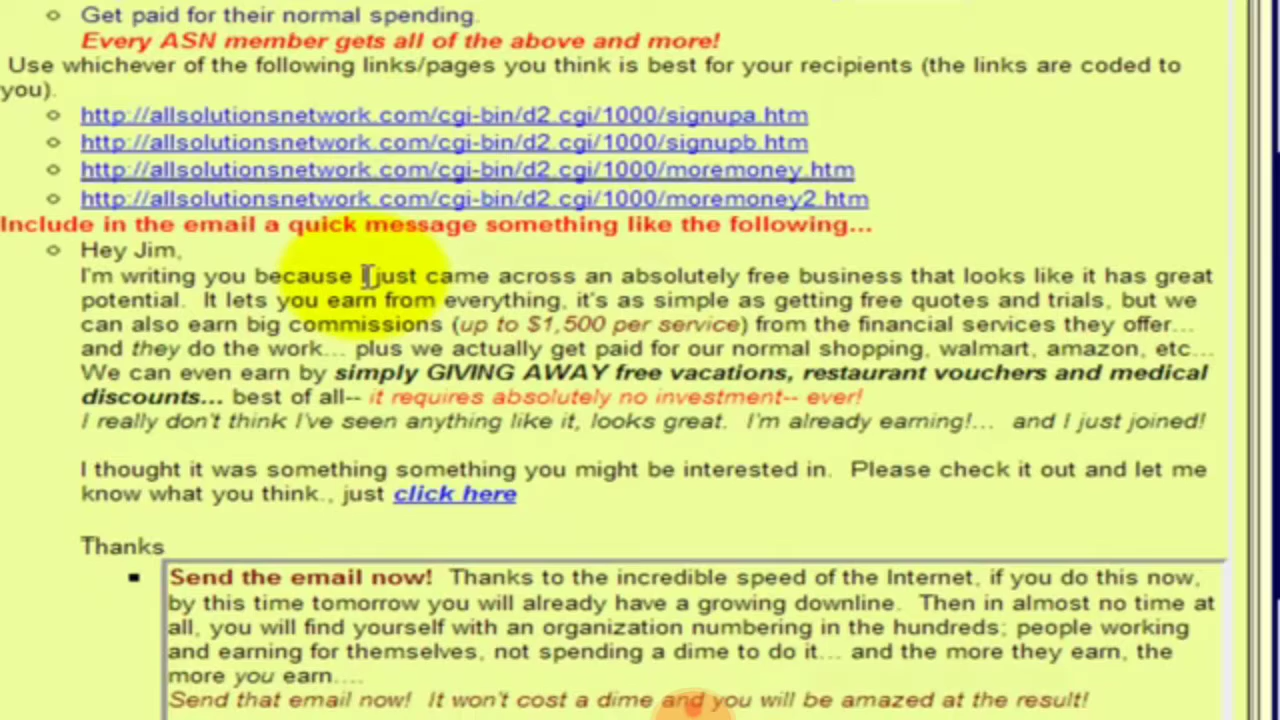 Get paid for their normal spending.
Every ASN member gets all of the above and more!
Use whichever of the following links/pages you think is best for your recipients (the links are coded to
you).
http://allsolutionsnetwork.com/cgi-bin/d2.cgi/1000/signupa.htm
http://allsolutionsnetwork.com/cgi-bin/d2.cgi/1000/signupb.htm
http://allsolutionsnetwork.com/cgi-bin/d2.cgi/1000/moremoney.htm
http://allsolutionsnetwork.com/cgi-bin/d2.cgi/1000/moremoney2.htm
Include in the email a quick message something like the following...
Hey Jim,
I'm writing you because I just came across an absolutely free business that looks like it has great
potential. It lets you earn from everything, it's as simple as getting free quotes and trials, but we
can also earn big commissions (up to $1,500 per service) from the financial services they offer...
and they do the work... plus we actually get paid for our normal shopping, walmart, amazon, etc...
We can even earn by simply GIVING AWAY free vacations, restaurant vouchers and medical
discounts... best of all-- it requires absolutely no investment-- ever!
I really don't think I've seen anything like it, looks great. I'm already earning!... and I just joined!
I thought it was something something you might be interested in. Please check it out and let me
know what you think., just click here
Thanks
Send the email now! Thanks to the incredible speed of the Internet, if you do this now,
by this time tomorrow you will already have a growing downline. Then in almost no time at
all, you will find yourself with an organization numbering in the hundreds; people working
and earning for themselves, not spending a dime to do it... and the more they earn, the
more you earn....
Send that email now! It won't cost a dime and you will be amazed at the result!